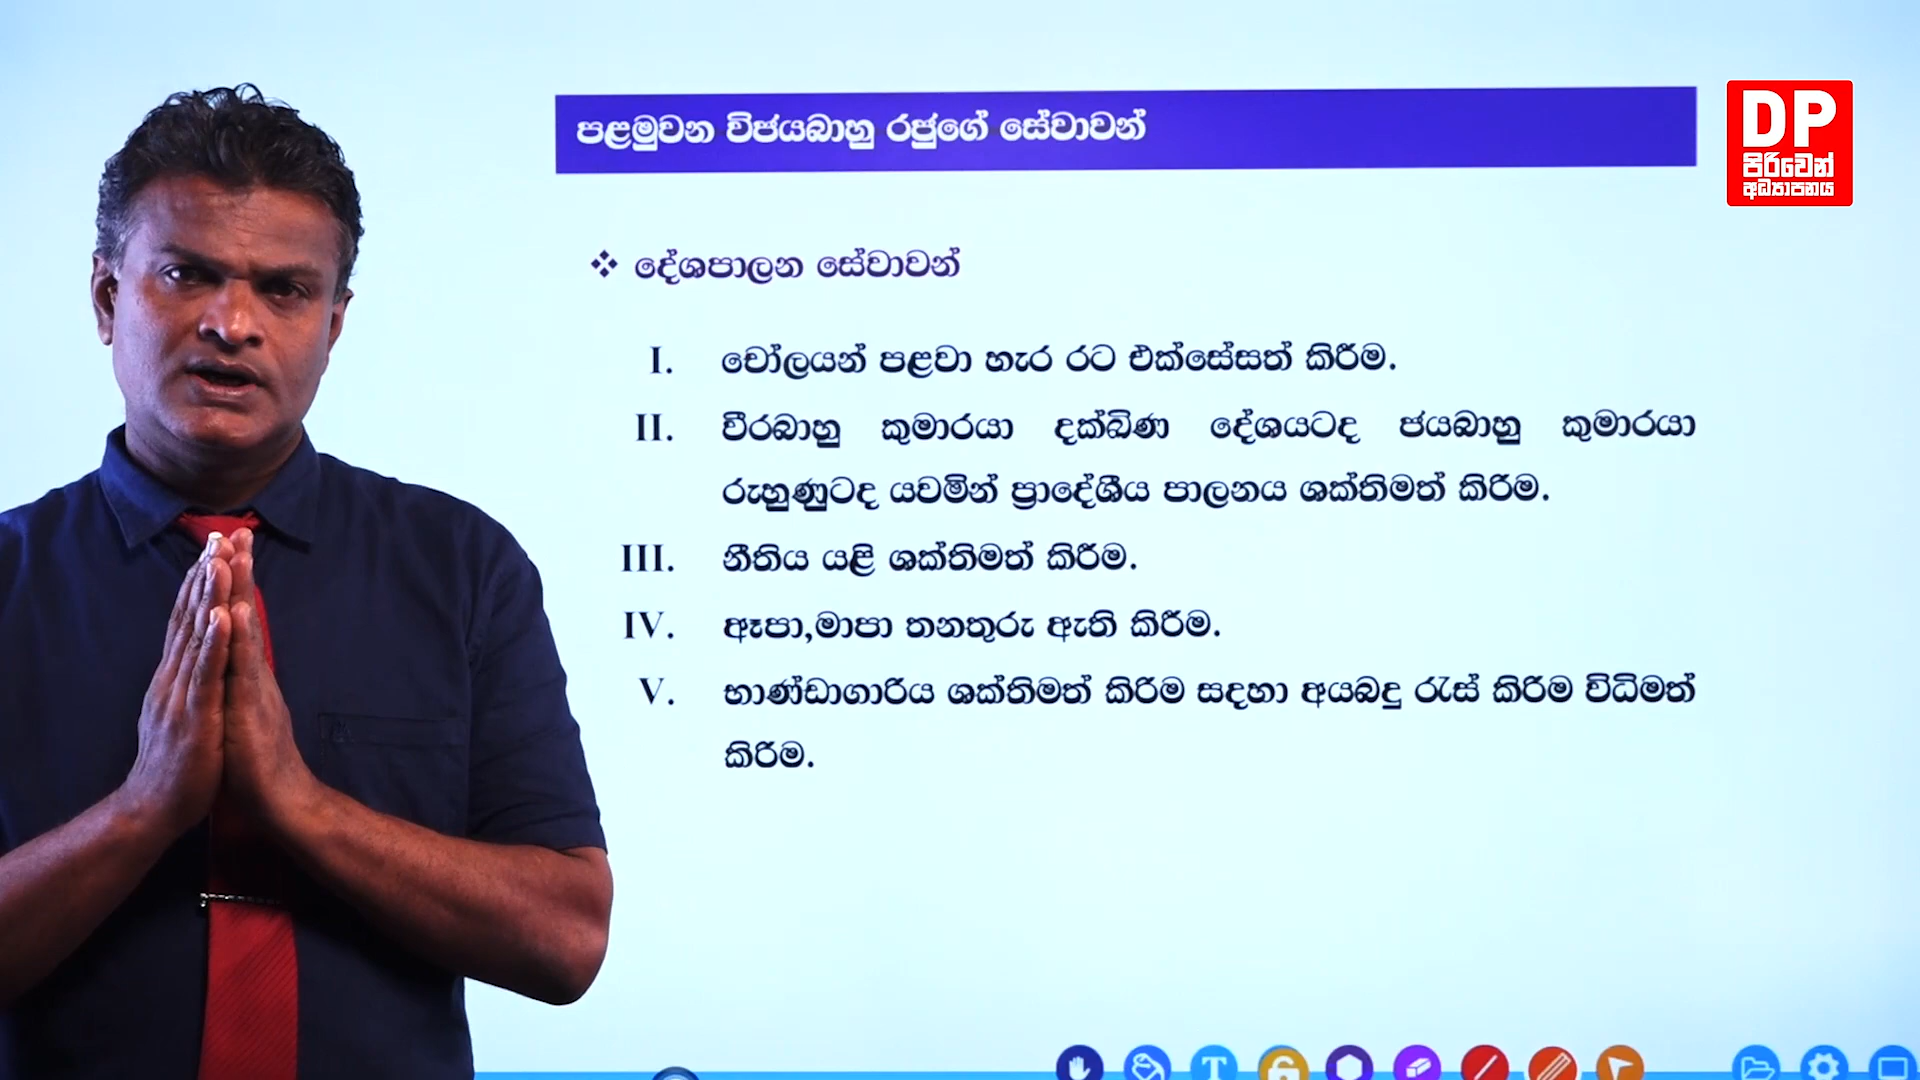 පළමුවන විජයබාහු රජුගේ සේවාවන්
DP
පිරිවෙන්
අධ්‍යාපනය
❖ දේශපාලන සේවාවන්
I. චෝලයන් පළවා හැර රට එක්සේසත් කිරීම.
II. වීරබාහු කුමාරයා දක්ඛිණ දේශයටද ජයබාහු කුමාරයා
රුහුණුටද යවමින් ප්‍රාදේශීය පාලනය ශක්තිමත් කිරීම.
III. නීතිය යළි ශක්තිමත් කිරීම.
IV. ඈපා,මාපා තනතුරු ඇති කිරීම.
V. භාණ්ඩාගාරීය ශක්තිමත් කිරීම සදහා අයබදු රැස් කිරීම විධිමත්
කිරීම.